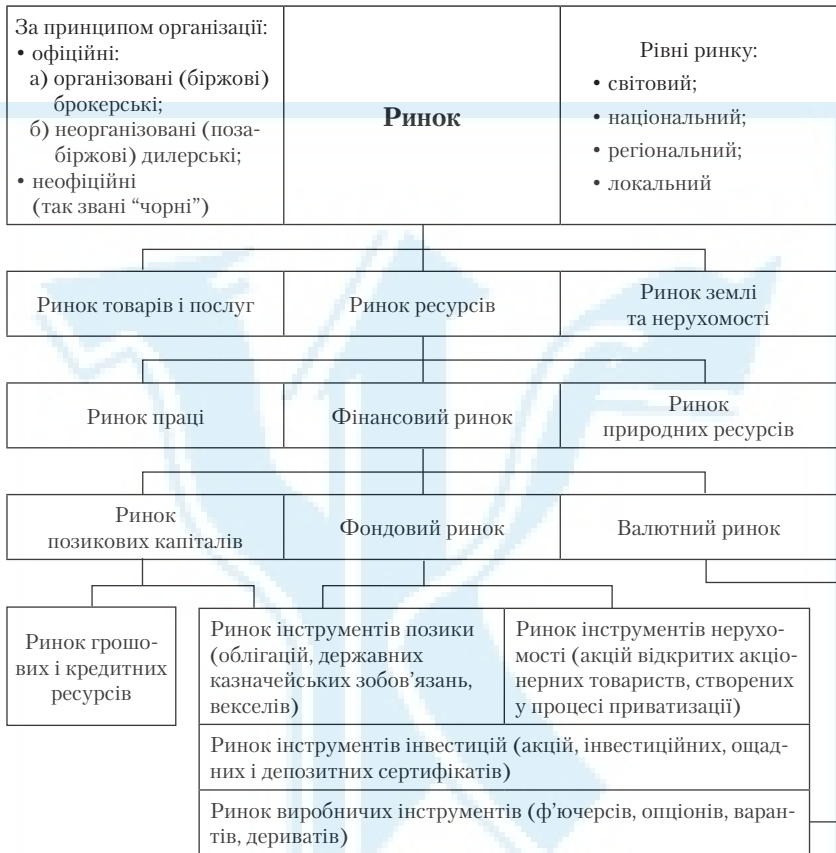 За принципом організації:
• офіційні:
а) організовані (біржові)
брокерські;
б) неорганізовані (поза-
біржові) дилерські;
• неофіційні
(так звані “чорні”)
Ринок
Рівні ринку:
• світовий;
• національний;
• регіональний;
• локальний
Ринок товарів і послуг
Ринок ресурсів
Ринок землі
та нерухомості
Ринок праці
Фінансовий ринок
Ринок
природних ресурсів
Ринок
позикових капіталів
Фондовий ринок
Валютний ринок
Ринок грошо-
вих і кредитних
ресурсів
Ринок інструментів позики
(облігацій, державних
казначейських зобов’язань,
векселів)
Ринок інструментів нерухо-
мості (акцій відкритих акціо-
нерних товариств, створених
у процесі приватизації)
Ринок інструментів інвестицій (акцій, інвестиційних, ощад-
них і депозитних сертифікатів)
Ринок виробничих інструментів (ф’ючерсів, опціонів, варан-
тів, дериватів)